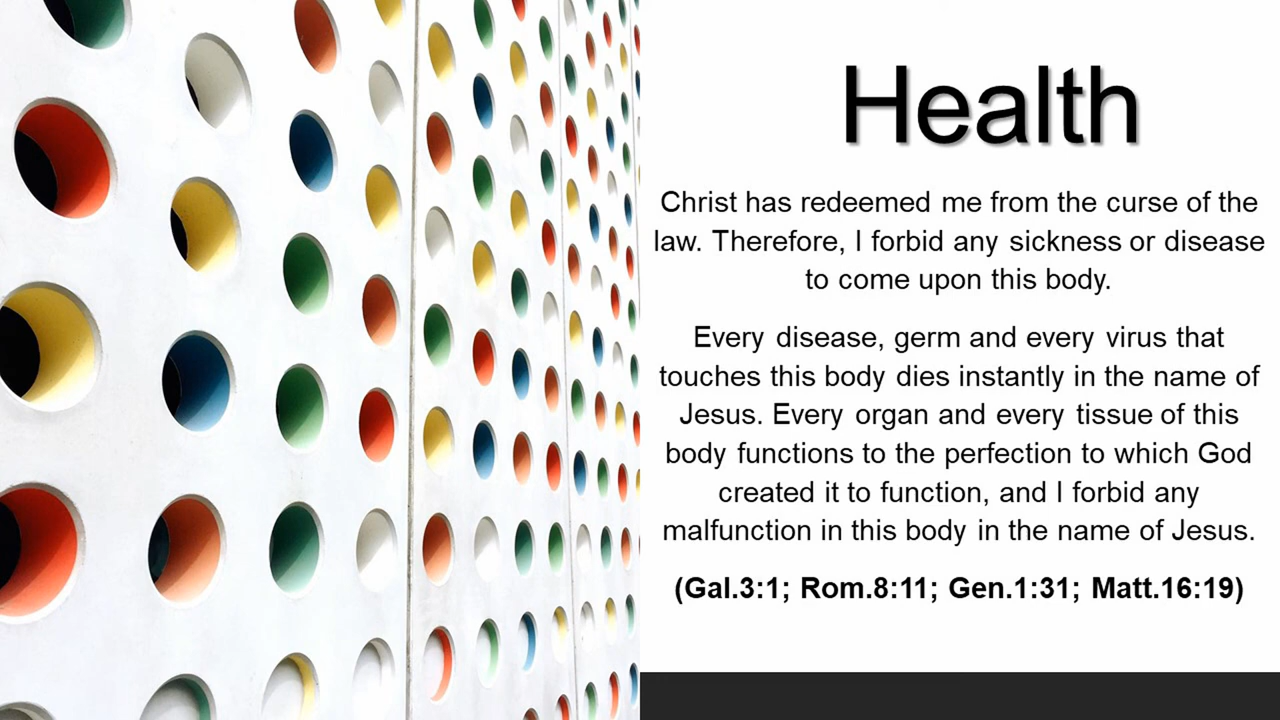 Health
Christ has redeemed me from the curse of the
law. Therefore, I forbid any sickness or disease
to come upon this body.
Every disease, germ and every virus that
touches this body dies instantly in the name of
Jesus. Every organ and every tissue of this
body functions to the perfection to which God
created it to function, and I forbid any
malfunction in this body in the name of Jesus.
(Gal.3:1; Rom.8:11; Gen.1:31; Matt.16:19)